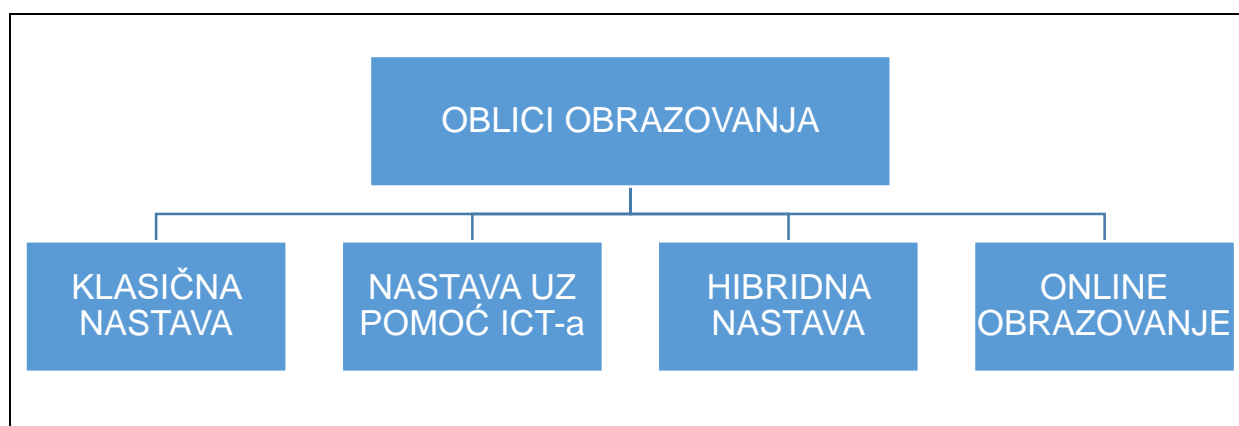 OBLICI OBRAZOVANJA
KLASIČNA
NASTAVA
NASTAVA UZ
POMOĆ ICT-a
HIBRIDNA
NASTAVA
ONLINE
OBRAZOVANJE